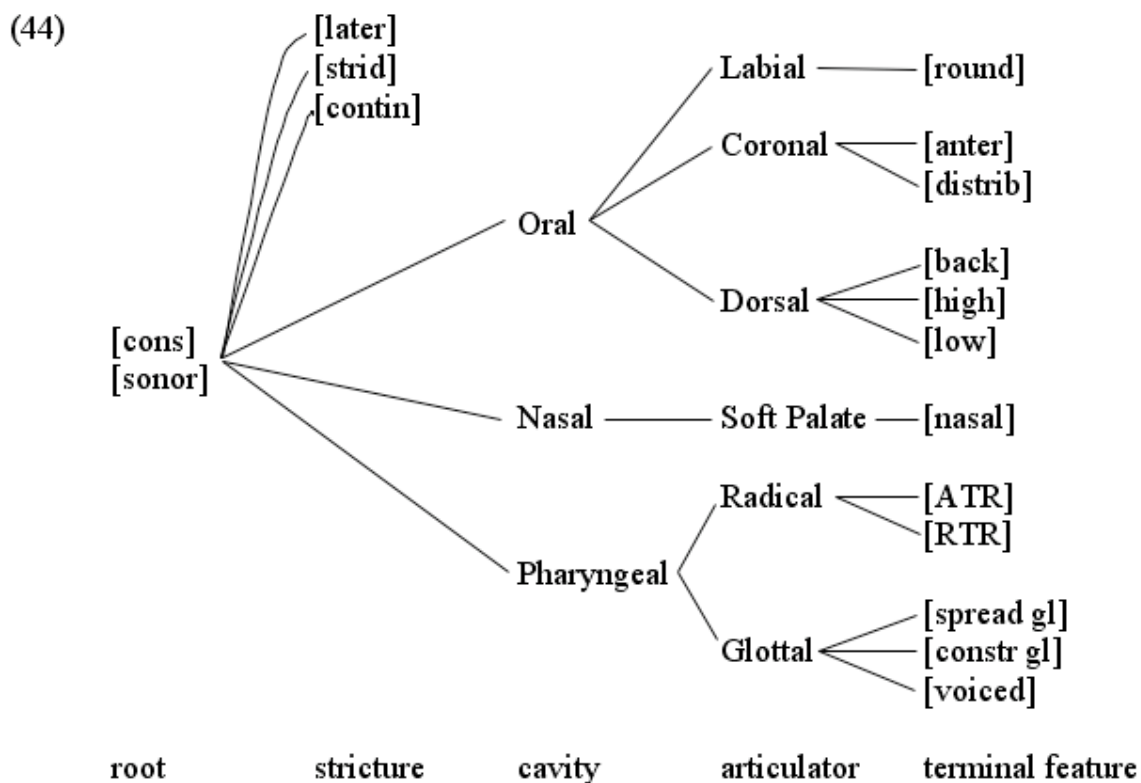 (44)
[later]
[strid]
[contin]
Labial [round]
Coronal [anter]
[distrib]
Oral
[back]
Dorsal [high]
[low]
[cons]
[sonor]
Nasal Soft Palate [nasal]
Radical [ATR]
[RTR]
Pharyngeal
[spread gl]
Glottal [constr gl]
[voiced]
root stricture cavity articulator terminal feature